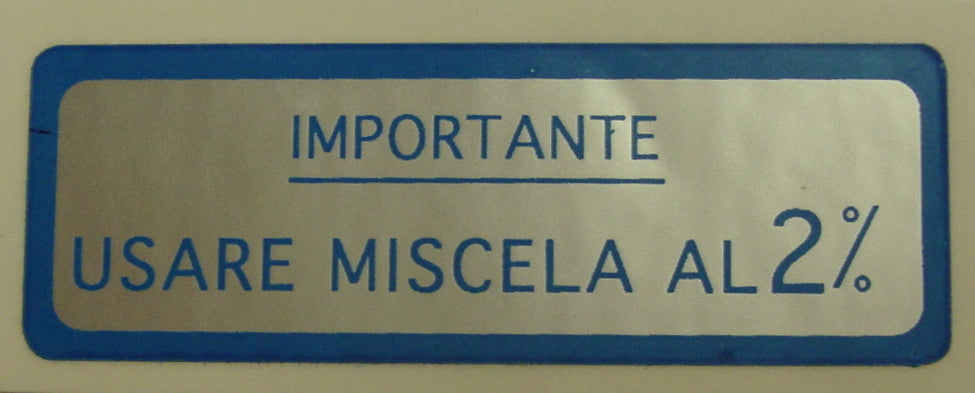 IMPORTANTE
USARE MISCELA AL 2%